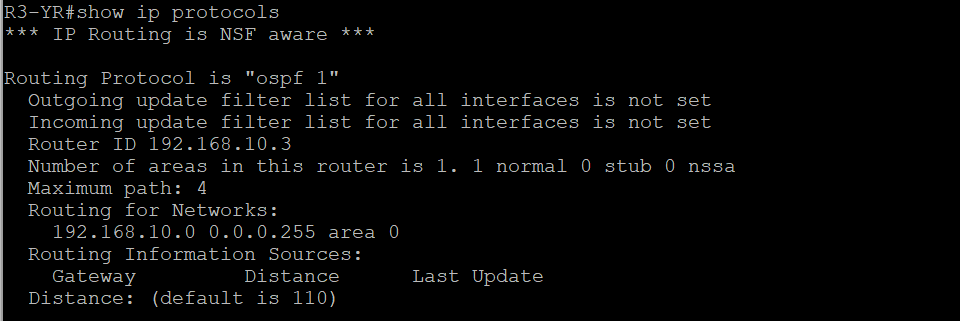 R3-YR#show ip protocols
*** IP Routing is NSF aware ***
Routing Protocol is "ospf 1"
Outgoing update filter list for all interfaces is not set
Incoming update filter list for all interfaces is not set
Router ID 192.168.10.3
Number of areas in this router is 1. 1 normal 0 stub 0 nssa
Maximum path: 4
Routing for Networks:
192.168.10.0 0.0.0.255 area 0
Routing Information Sources:
Gateway Distance Last Update
Distance: (default is 110)